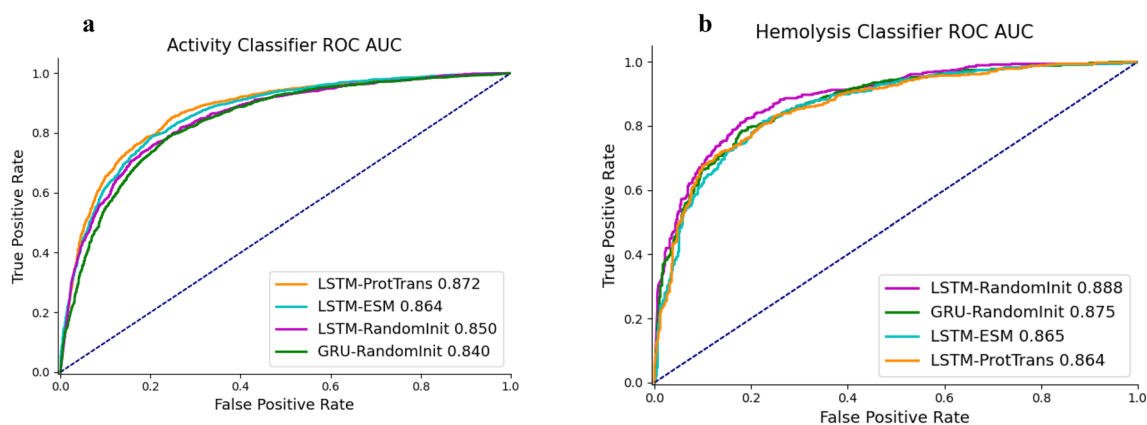 a
Activity Classifier ROC AUC
1.0
0.8
0.6
0.4
0.2
0.0
True Positive Rate
LSTM-ProtTrans 0.872
LSTM-ESM 0.864
LSTM-RandomInit 0.850
GRU-RandomInit 0.840
0.0 0.2 0.4 0.6 0.8 1.0
False Positive Rate
b
Hemolysis Classifier ROC AUC
1.0
0.8
0.6
0.4
0.2
0.0
True Positive Rate
LSTM-RandomInit 0.888
GRU-RandomInit 0.875
LSTM-ESM 0.865
LSTM-ProtTrans 0.864
0.0 0.2 0.4 0.6 0.8 1.0
False Positive Rate